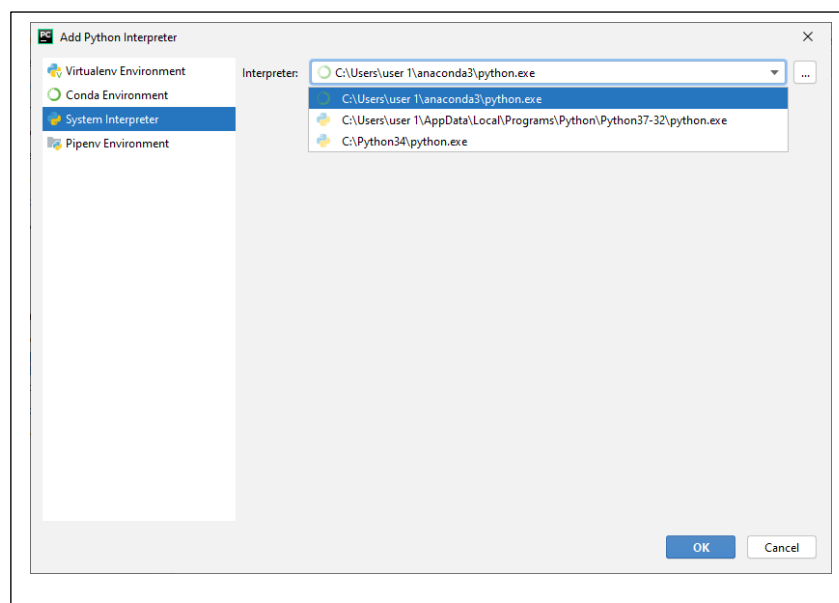 PC Add Python Interpreter
Virtualenv Environment
Conda Environment
System Interpreter
Pipenv Environment
Interpreter: C:\Users\user 1\anaconda3\python.exe ...
C:\Users\user 1\anaconda3\python.exe
C:\Users\user 1\AppData\Local\Programs\Python\Python37-32\python.exe
C:\Python34\python.exe
OK Cancel